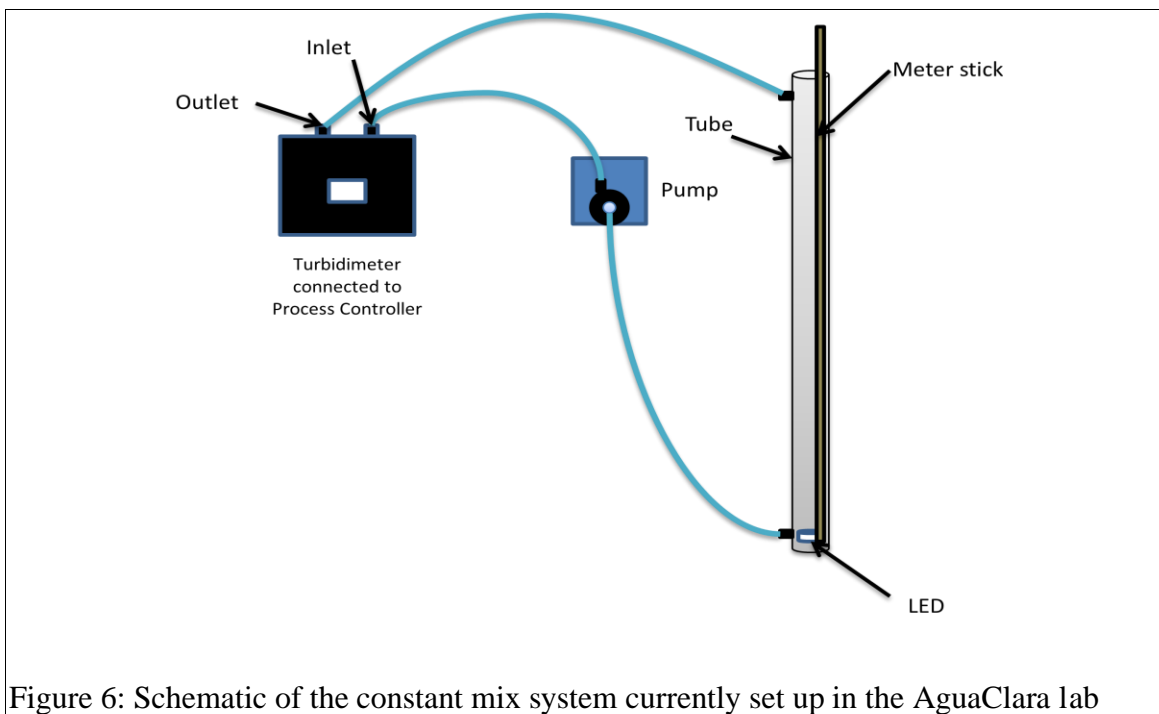 Inlet
Outlet
Meter stick
Tube
Pump
Turbidimeter
connected to
Process Controller
LED
Figure 6: Schematic of the constant mix system currently set up in the AguaClara lab